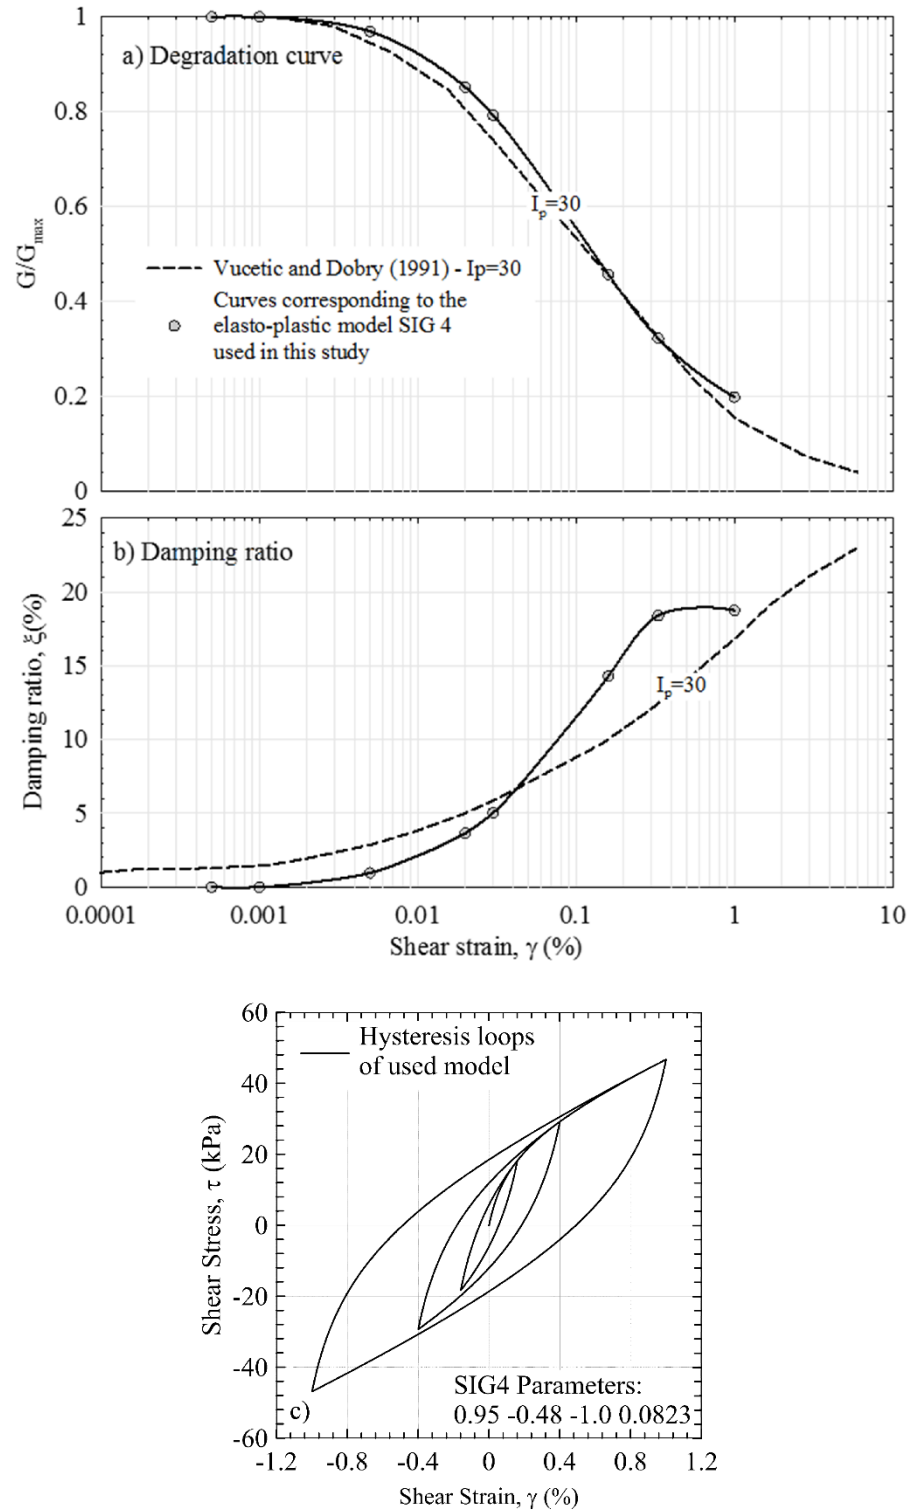 1
a) Degradation curve
0.8
0.6
0.4
0.2
0
G/Gmax
Ip=30
Vucetic and Dobry (1991) - Ip=30
Curves corresponding to the
elasto-plastic model SIG 4
used in this study
25
b) Damping ratio
20
15
10
5
0
Damping ratio, ξ(%)
Ip=30
0.0001 0.001 0.01 0.1 1 10
Shear strain, γ (%)
60
40
20
0
-20
-40
-60
Shear Stress, τ (kPa)
Hysteresis loops
of used model
SIG4 Parameters:
c) 0.95 -0.48 -1.0 0.0823
-1.2 -0.8 -0.4 0 0.4 0.8 1.2
Shear Strain, γ (%)